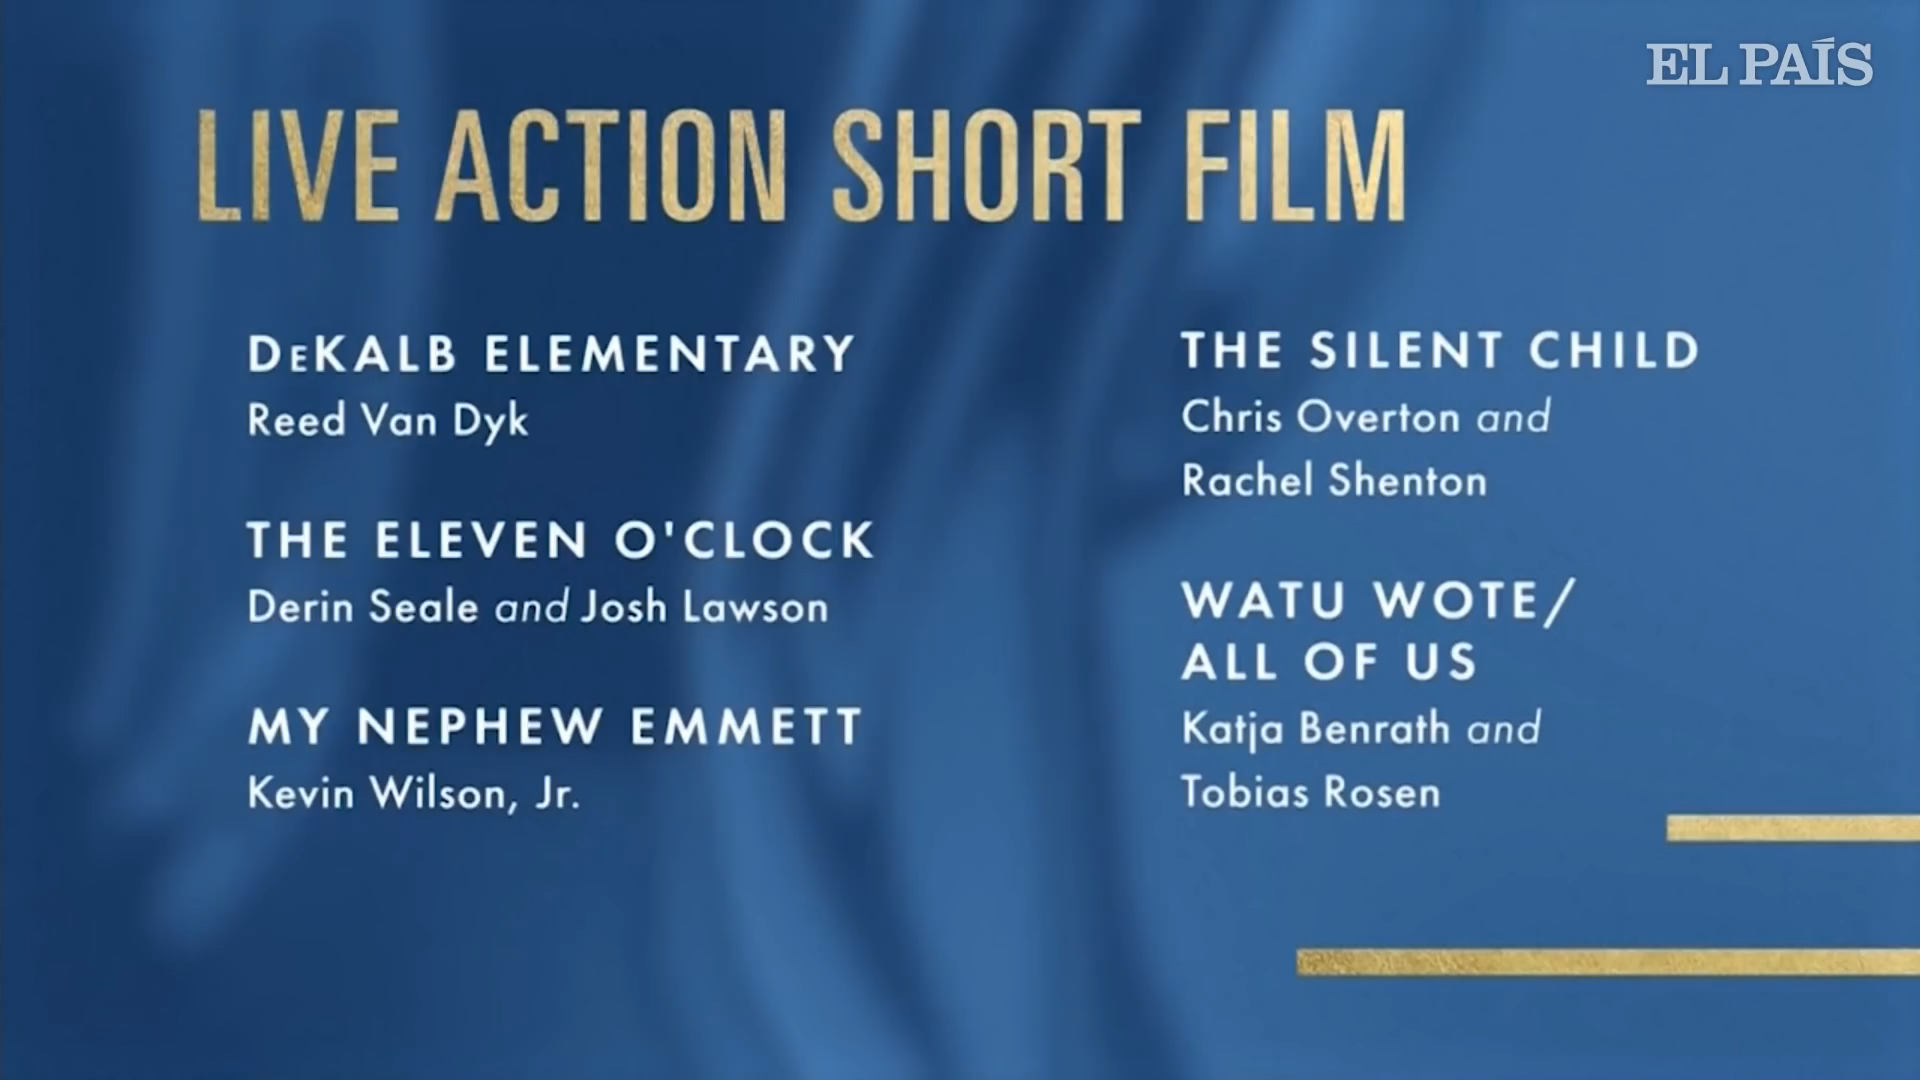 EL PAÍS
LIVE ACTION SHORT FILM
DeKALB ELEMENTARY
Reed Van Dyk
THE ELEVEN O'CLOCK
Derin Seale and Josh Lawson
MY NEPHEW EMMETT
Kevin Wilson, Jr.
THE SILENT CHILD
Chris Overton and
Rachel Shenton
WATU WOTE/
ALL OF US
Katja Benrath and
Tobias Rosen